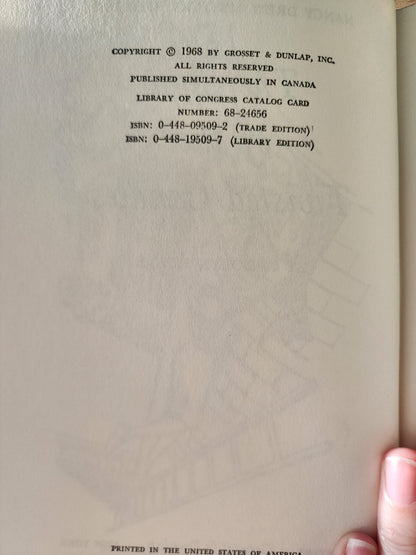 COPYRIGHT © 1968 BY GROSSET & DUNLAP, INC.
ALL RIGHTS RESERVED
PUBLISHED SIMULTANEOUSLY IN CANADA
LIBRARY OF CONGRESS CATALOG CARD
NUMBER: 68-24656
ISBN: 0-448-09509-2 (TRADE EDITION)
ISBN: 0-448-19509-7 (LIBRARY EDITION)
PRINTED IN THE UNITED STATES OF AMERICA